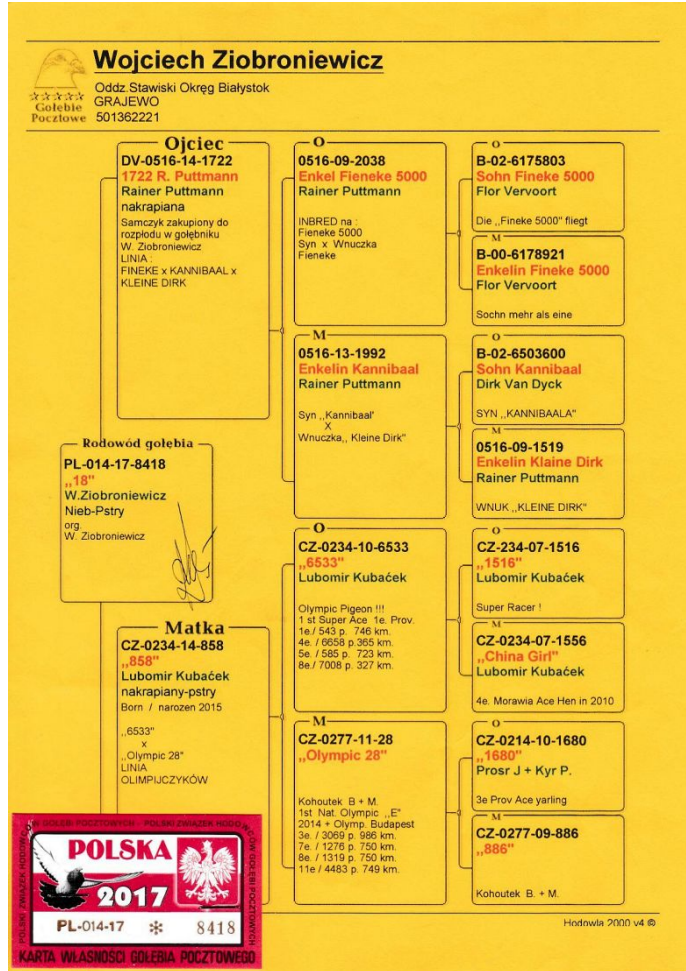 Wojciech Ziobroniewicz
Oddz.Stawiski Okręg Białystok
GRAJEWO
501362221
Gołebie
Pocztowe
Ojciec
DV-0516-14-1722
1722 R. Puttmann
Rainer Puttmann
nakrapiana
Samczyk zakupiony do
rozpłodu w gołębniku
W. Ziobroniewicz
LINIA :
FINEKE x KANNIBAAL x
KLEINE DIRK
O
0516-09-2038
Enkel Fieneke 5000
Rainer Puttmann
INBRED na :
Fieneke 5000
Syn x Wnuczka
Fieneke
O
B-02-6175803
Sohn Fineke 5000
Flor Vervoort
Die ,,Fineke 5000" fliegt
M
B-00-6178921
Enkelin Fineke 5000
Flor Vervoort
Sochn mehr als eine
M
0516-13-1992
Enkelin Kannibaal
Rainer Puttmann
Syn ,,Kannibaal'
X
Wnuczka,, Kleine Dirk"
O
B-02-6503600
Sohn Kannibaal
Dirk Van Dyck
SYN ,,KANNIBAALA"
M
0516-09-1519
Enkelin Klaine Dirk
Rainer Puttmann
WNUK ,,KLEINE DIRK"
Rodowód gołębia
PL-014-17-8418
,,18"
W.Ziobroniewicz
Nieb-Pstry
org.
W. Ziobroniewicz
Matka
CZ-0234-14-858
,,858"
Lubomir Kubaćek
nakrapiany-pstry
Born / narozen 2015
,,6533"
x
,,Olympic 28"
LINIA
OLIMPIJCZYKÓW
O
CZ-0234-10-6533
,,6533"
Lubomir Kubaćek
Olympic Pigeon !!!
1 st Super Ace 1e. Prov.
1e./ 543 p. 746 km.
4e. / 6658 p.365 km.
5e. / 585 p. 723 km.
8e./ 7008 p. 327 km.
O
CZ-234-07-1516
,,1516"
Lubomir Kubaćek
Super Racer !
M
CZ-0234-07-1556
,,China Girl"
Lubomir Kubaćek
4e. Morawia Ace Hen in 2010
M
CZ-0277-11-28
,,Olympic 28"
Kohoutek B + M.
1st Nat. Olympic ,,E"
2014 + Olymp. Budapest
3e. / 3069 p. 986 km.
7e. / 1276 p. 750 km.
8e. / 1319 p. 750 km.
11e / 4483 p. 749 km.
O
CZ-0214-10-1680
,,1680"
Prosr J + Kyr P.
3e Prov Ace yarling
M
CZ-0277-09-886
,,886"
Kohoutek B. + M.
POLSKI ZWIĄZEK HODOWCÓW GOŁĘBI POCZTOWYCH
POLSKA
2017
PL-014-17 * 8418
KARTA WŁASNOŚCI GOŁĘBIA POCZTOWEGO
Hodowla 2000 v4 ©